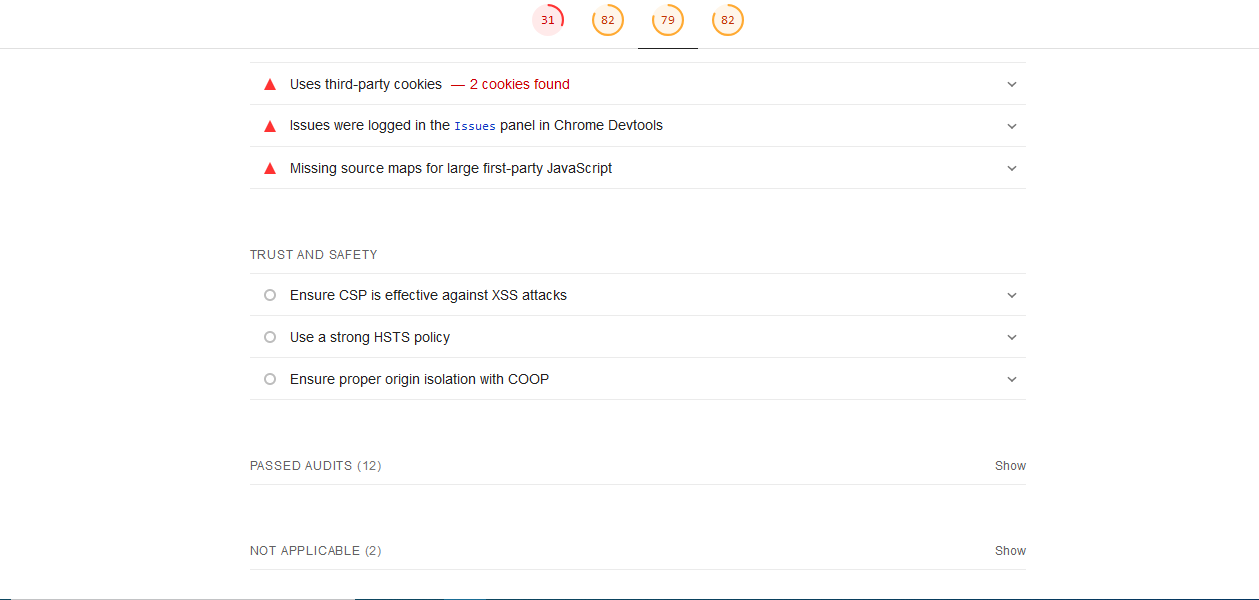 31 82 79 82
Uses third-party cookies — 2 cookies found
Issues were logged in the Issues panel in Chrome Devtools
Missing source maps for large first-party JavaScript
TRUST AND SAFETY
Ensure CSP is effective against XSS attacks
Use a strong HSTS policy
Ensure proper origin isolation with COOP
PASSED AUDITS (12) Show
NOT APPLICABLE (2) Show